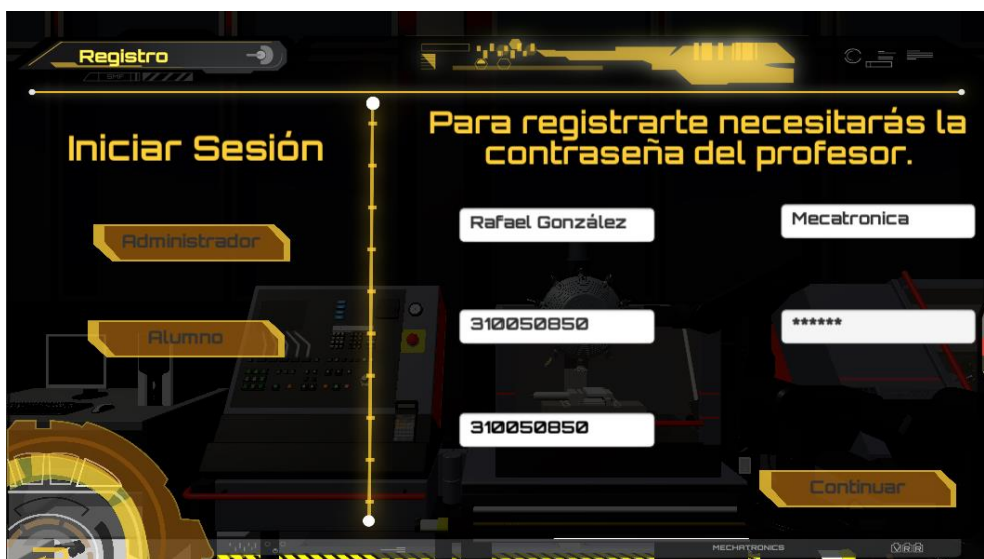 Registro
SHF
Iniciar Sesión
Administrador
Alumno
Para registrarte necesitarás la
contraseña del profesor.
Rafael González
Mecatronica
310050850
******
310050850
Continuar
MECHATRONICS